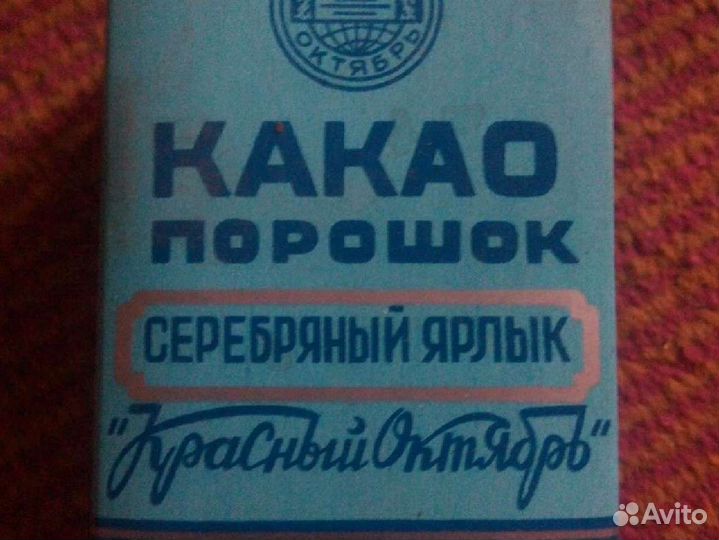 ОКТЯБРЬ
КАКАО
ПОРОШОК
СЕРЕБРЯНЫЙ ЯРЛЫК
"Красный Октябрь"
Avito